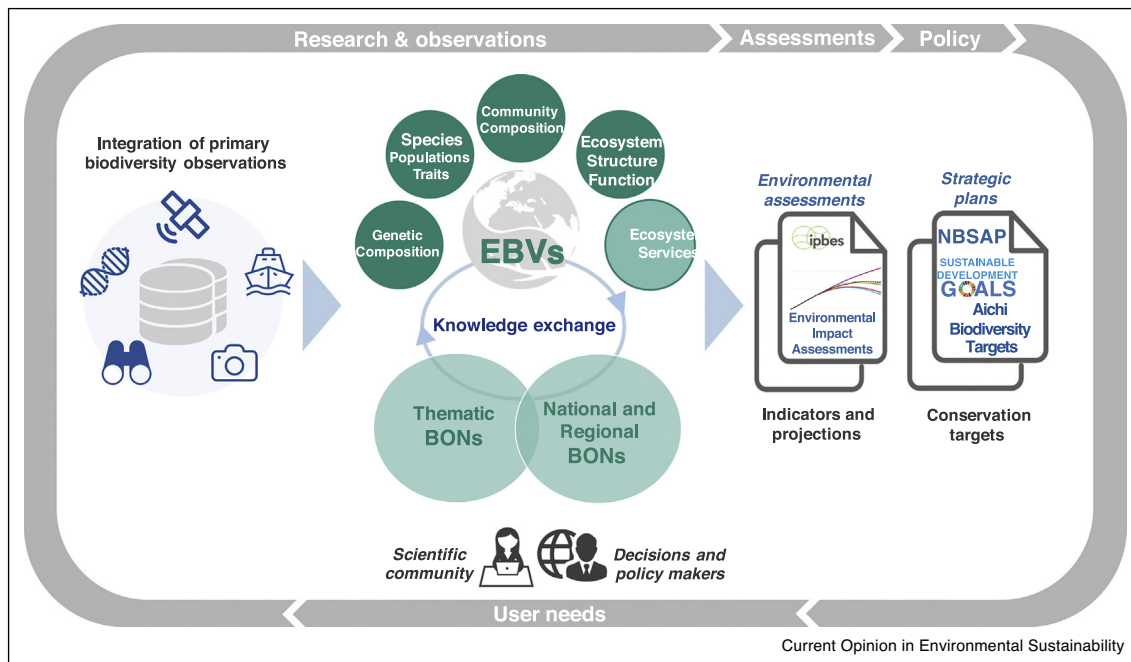 Research & observations
Assessments
Policy
Integration of primary
biodiversity observations
Genetic
Composition
Species
Populations
Traits
Community
Composition
Ecosystem
Structure
Function
Ecosystem
Services
EBVs
Knowledge exchange
Thematic
BONs
National and
Regional
BONs
Environmental
assessments
ipbes
Environmental
Impact
Assessments
Indicators and
projections
Strategic
plans
NBSAP
SUSTAINABLE
DEVELOPMENT
GOALS
Aichi
Biodiversity
Targets
Conservation
targets
Scientific
community
Decisions and
policy makers
User needs
Current Opinion in Environmental Sustainability